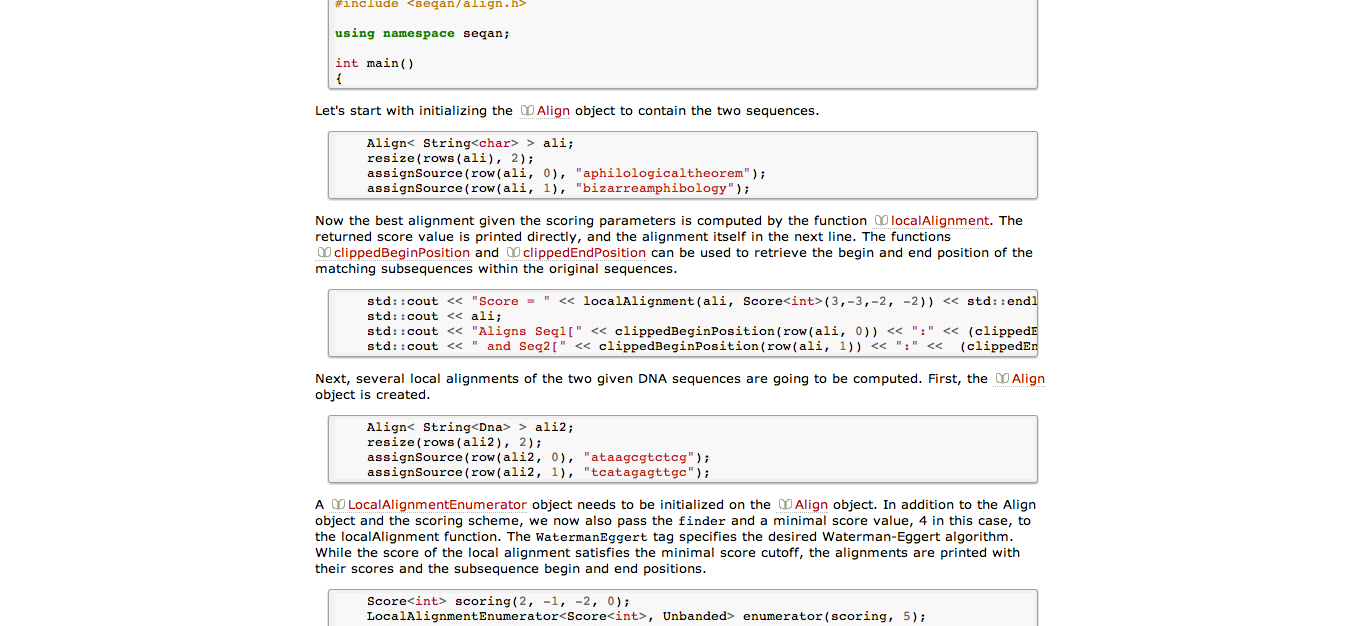 #include <seqan/align.h>
using namespace seqan;
int main()
{
Let's start with initializing the Align object to contain the two sequences.
Align< String<char> > ali;
resize(rows(ali), 2);
assignSource(row(ali, 0), "aphilologicaltheorem");
assignSource(row(ali, 1), "bizarreamphibology");
Now the best alignment given the scoring parameters is computed by the function localAlignment. The
returned score value is printed directly, and the alignment itself in the next line. The functions
clippedBeginPosition and clippedEndPosition can be used to retrieve the begin and end position of the
matching subsequences within the original sequences.
std::cout << "Score = " << localAlignment(ali, Score<int>(3,-3,-2, -2)) << std::endl
std::cout << ali;
std::cout << "Aligns Seq1[" << clippedBeginPosition(row(ali, 0)) << ":" << (clippedE
std::cout << " and Seq2[" << clippedBeginPosition(row(ali, 1)) << ":" <<  (clippedEn
Next, several local alignments of the two given DNA sequences are going to be computed. First, the Align
object is created.
Align< String<Dna> > ali2;
resize(rows(ali2), 2);
assignSource(row(ali2, 0), "ataagcgtctcg");
assignSource(row(ali2, 1), "tcatagagttgc");
A LocalAlignmentEnumerator object needs to be initialized on the Align object. In addition to the Align
object and the scoring scheme, we now also pass the finder and a minimal score value, 4 in this case, to
the localAlignment function. The WatermanEggert tag specifies the desired Waterman-Eggert algorithm.
While the score of the local alignment satisfies the minimal score cutoff, the alignments are printed with
their scores and the subsequence begin and end positions.
Score<int> scoring(2, -1, -2, 0);
LocalAlignmentEnumerator<Score<int>, Unbanded> enumerator(scoring, 5);